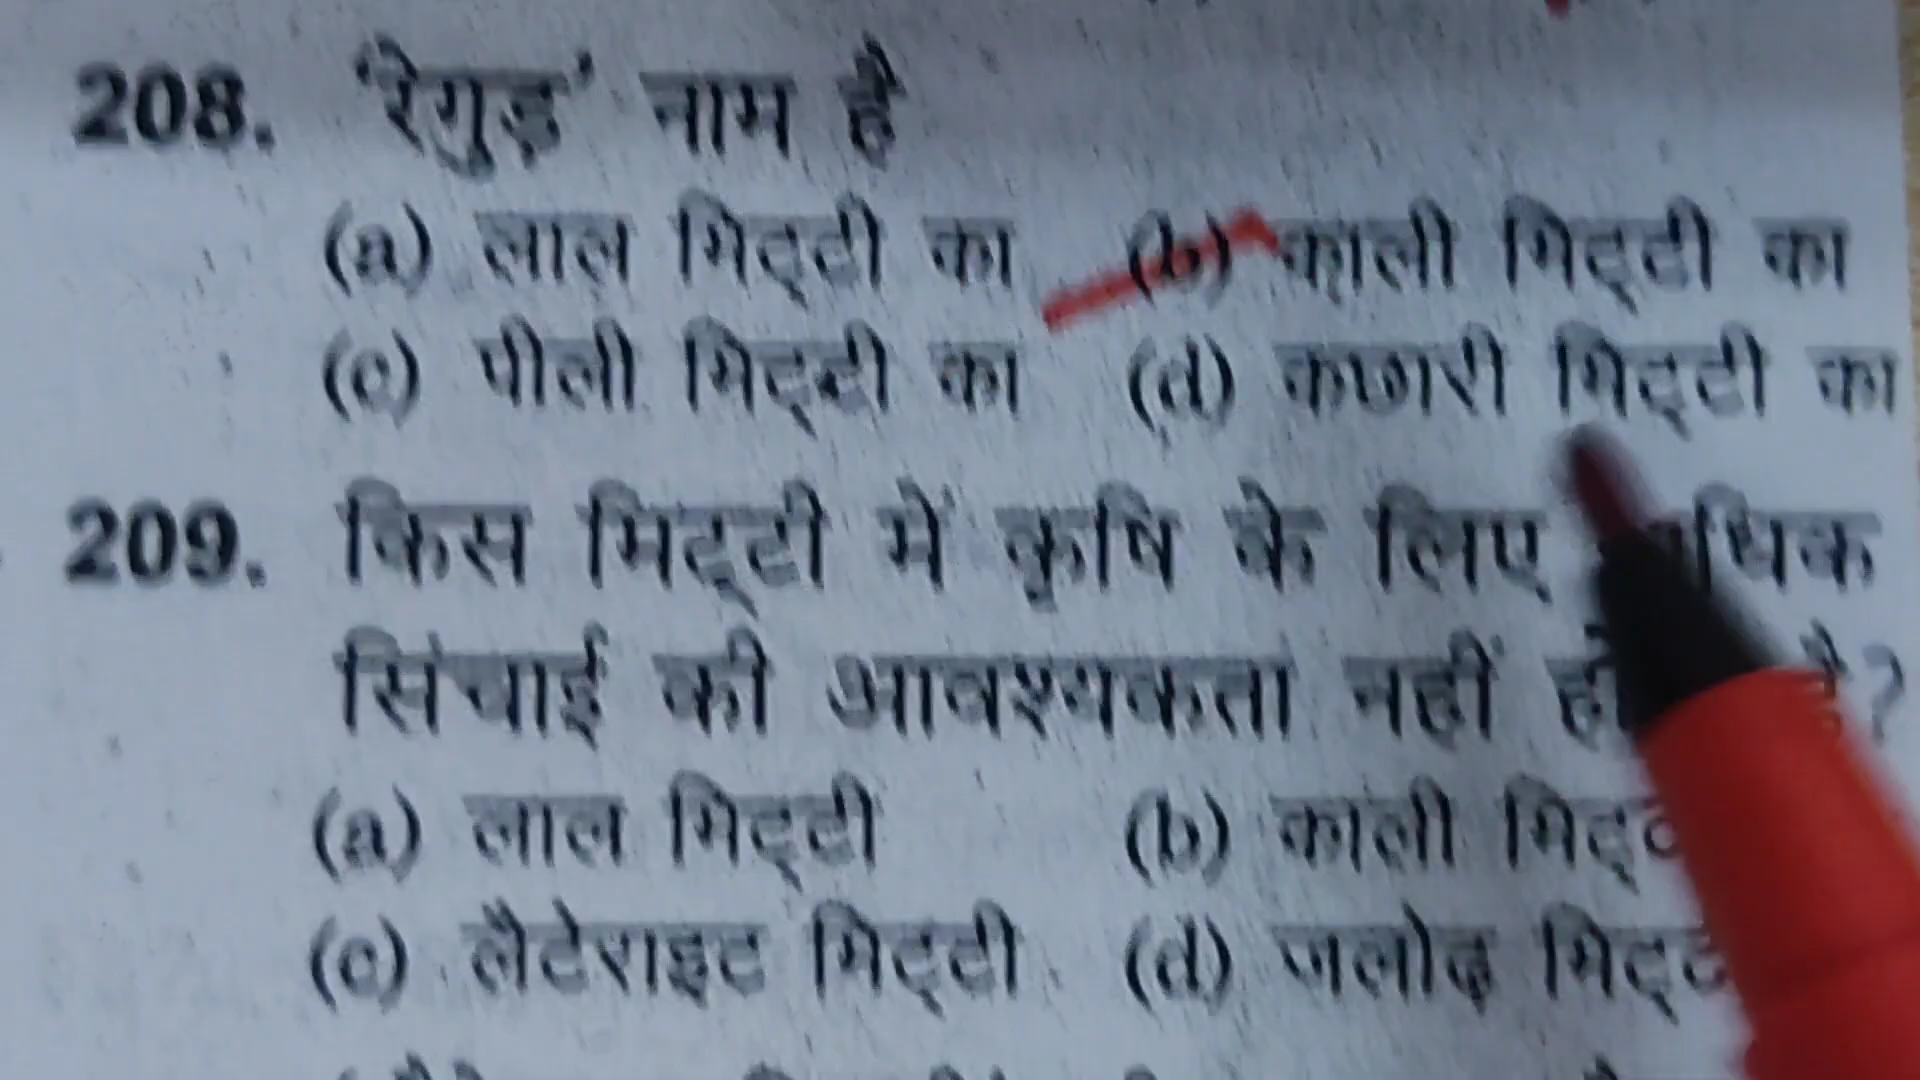 208. 'रेगुड़' नाम है
(a) लाल मिट्टी का (b) काली मिट्टी का
(c) पीली मिट्टी का (d) कछारी मिट्टी का
209. किस मिट्टी में कृषि के लिए
सिंचाई की आवश्यकता नहीं
(a) लाल मिट्टी (b) काली
(c) लैटेराइट मिट्टी (d) जलोढ़